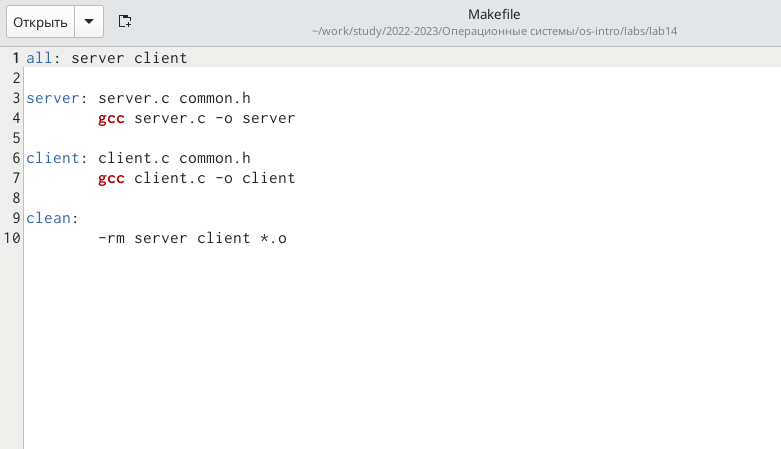 Открыть
Makefile
~/work/study/2022-2023/Операционные системы/os-intro/labs/lab14
1 all: server client
2
3 server: server.c common.h
4         gcc server.c -o server
5
6 client: client.c common.h
7         gcc client.c -o client
8
9 clean:
10         -rm server client *.o